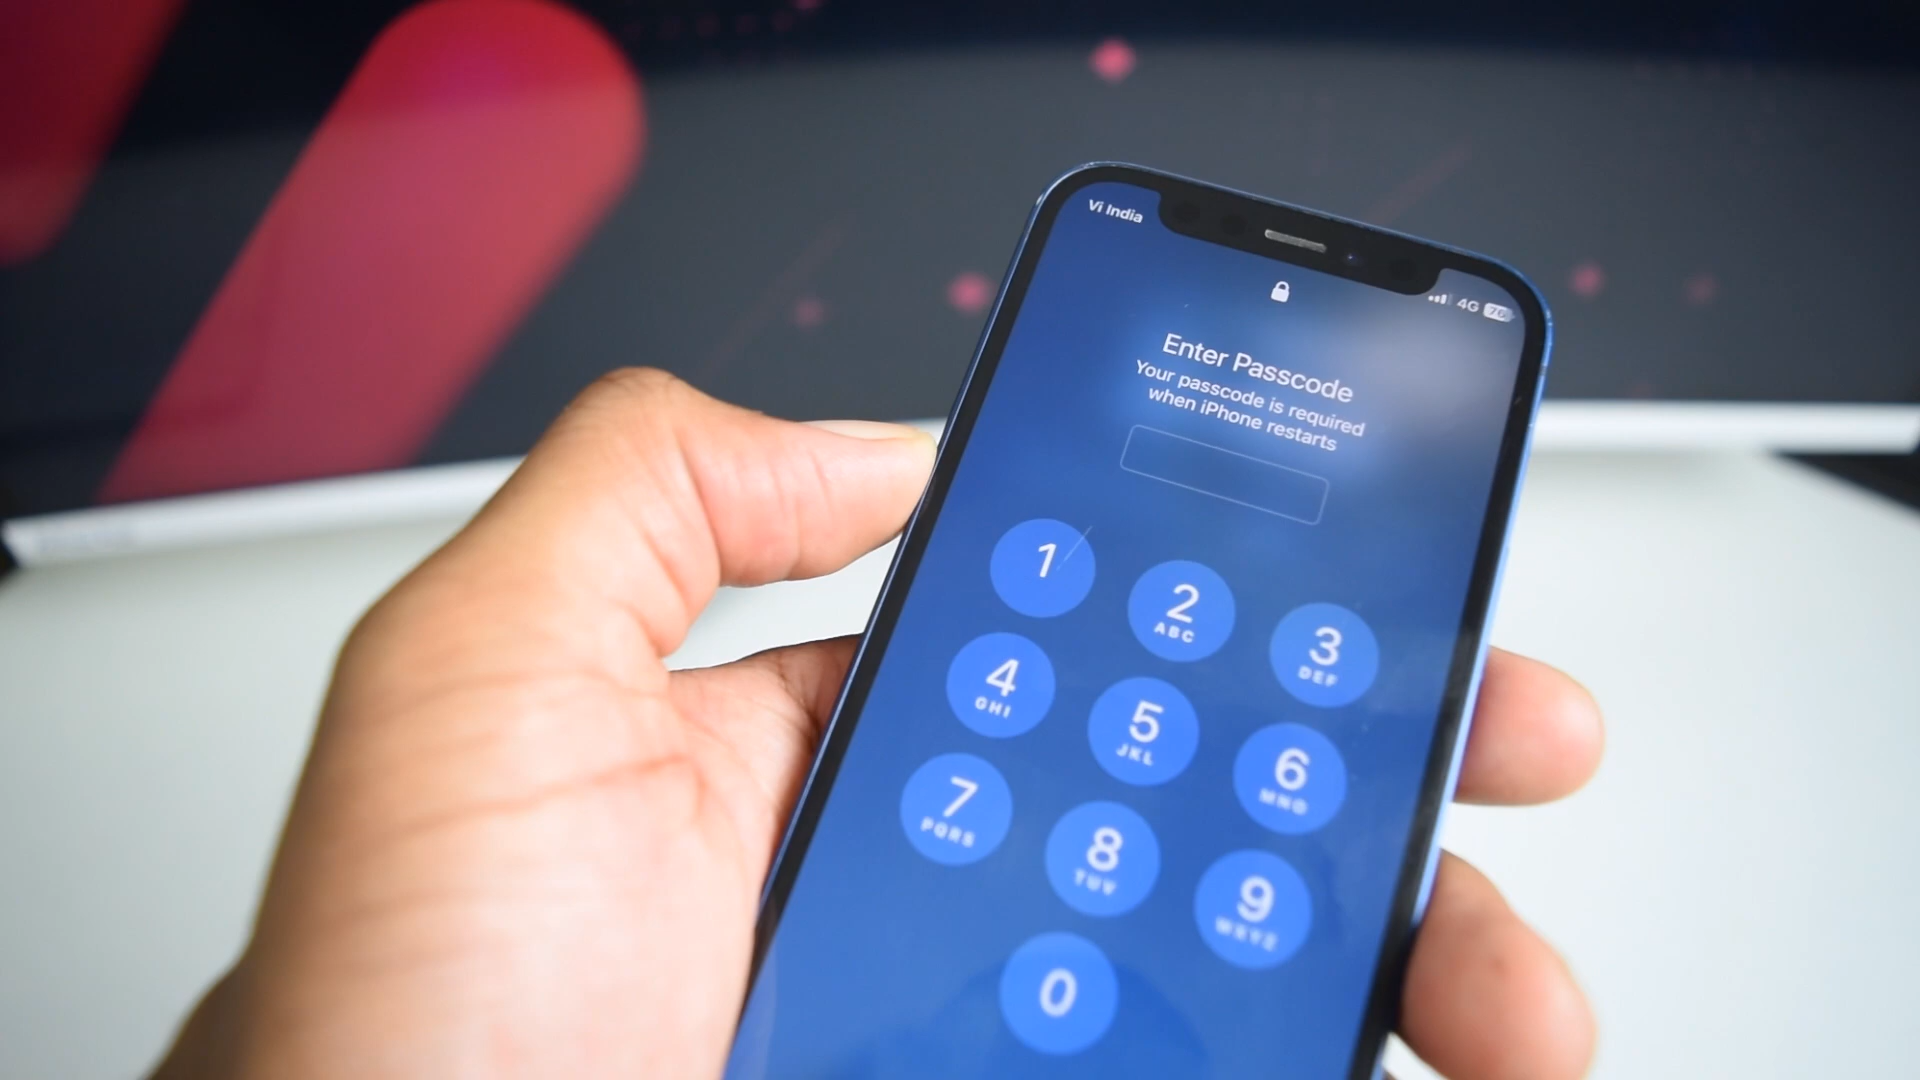 Vi India
4G 76
Enter Passcode
Your passcode is required
when iPhone restarts
1
2
ABC
3
DEF
4
GHI
5
JKL
6
MNO
7
PQRS
8
TUV
9
WXYZ
0